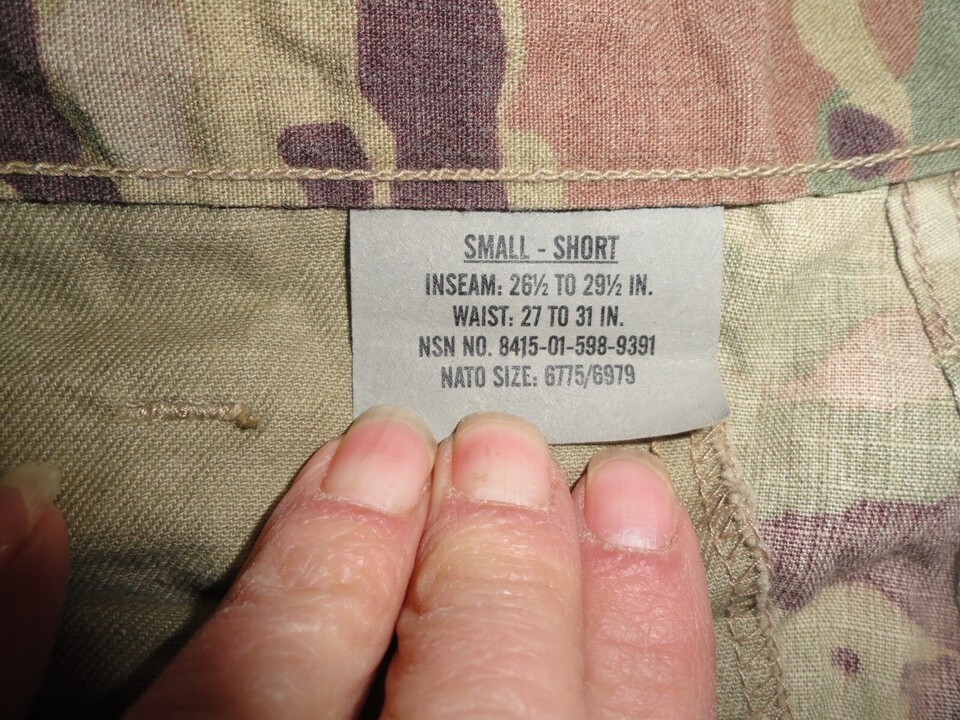 SMALL - SHORT
INSEAM: 26½ TO 29½ IN.
WAIST: 27 TO 31 IN.
NSN NO. 8415-01-598-9391
NATO SIZE: 6775/6979